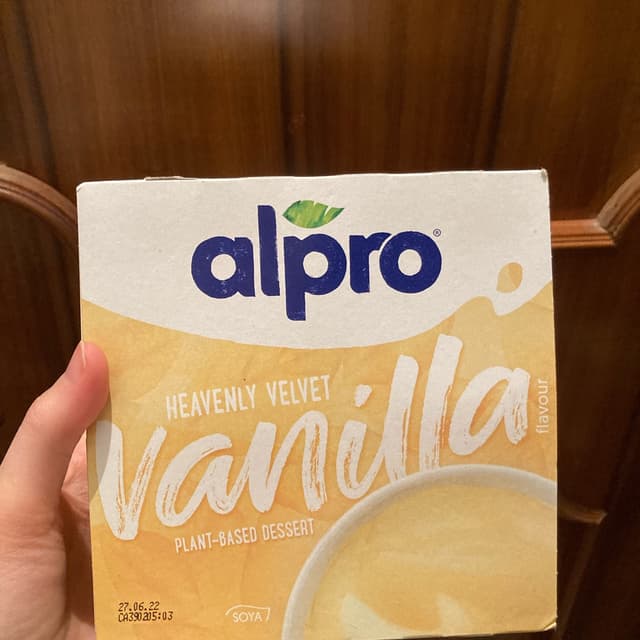 alpro®
HEAVENLY VELVET
vanilla
flavour
PLANT-BASED DESSERT
27.06.22
CA390205:03
SOYA